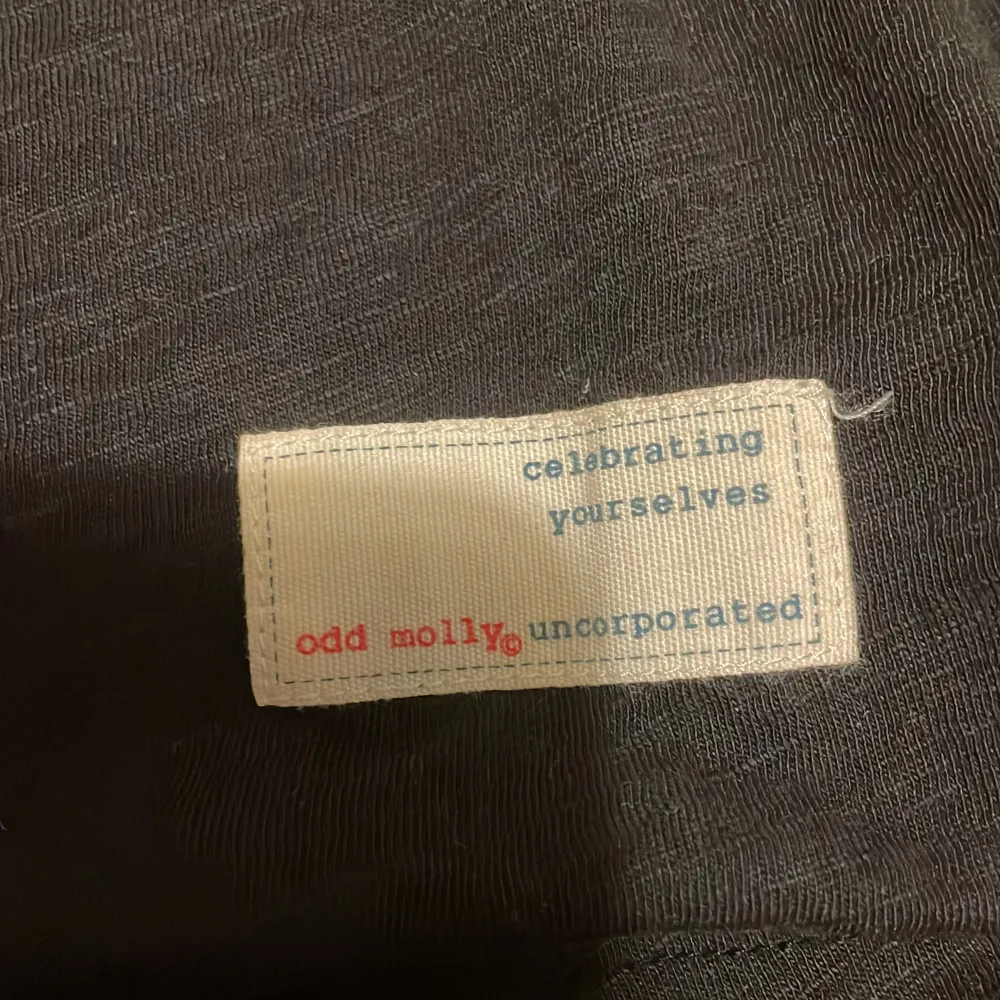 celebrating
yourselves
odd molly© uncorporated